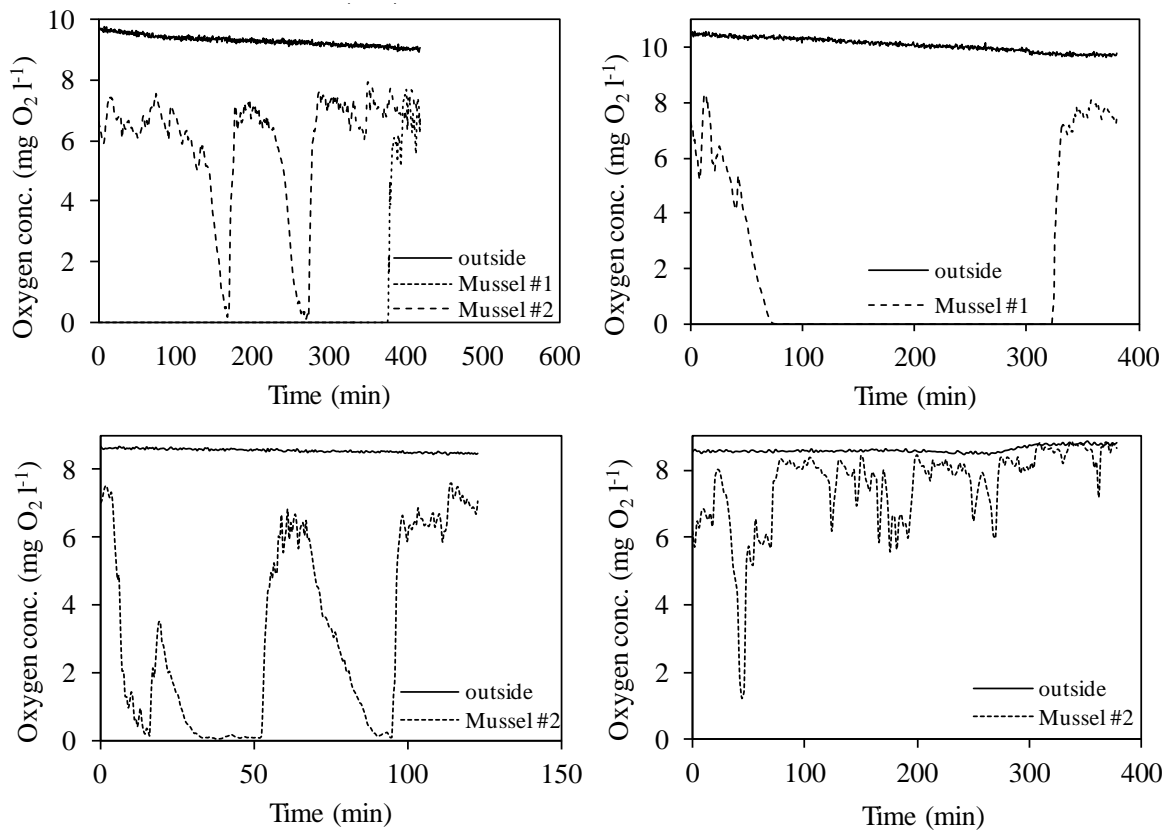 Oxygen conc. (mg O2 l-1)
10
8
6
4
2
0
0 100 200 300 400 500 600
Time (min)
outside
Mussel #1
Mussel #2
Oxygen conc. (mg O2 l-1)
10
8
6
4
2
0
0 100 200 300 400
Time (min)
outside
Mussel #1
Oxygen conc. (mg O2 l-1)
8
6
4
2
0
0 50 100 150
Time (min)
outside
Mussel #2
Oxygen conc. (mg O2 l-1)
8
6
4
2
0
0 100 200 300 400
Time (min)
outside
Mussel #2